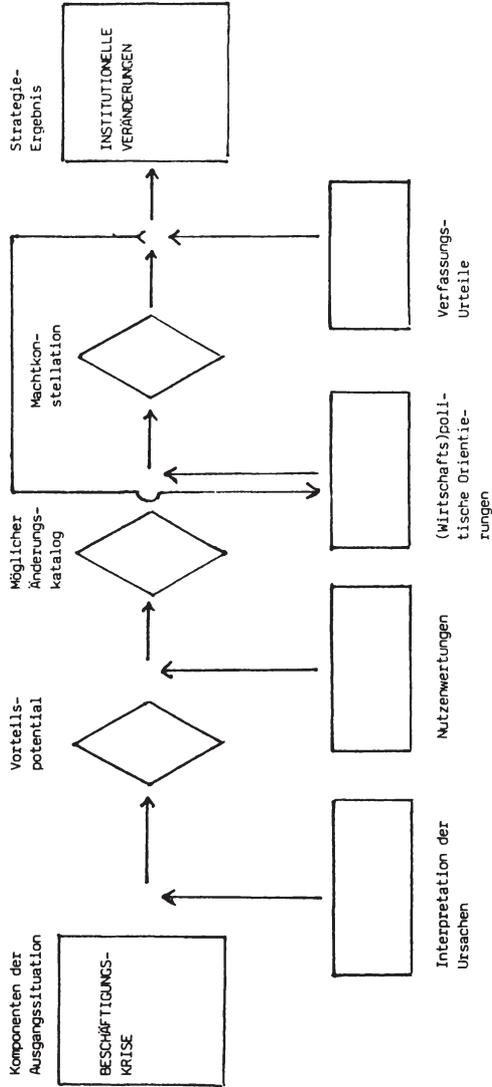 Komponenten der
Ausgangssituation
BESCHÄFTIGUNGS-
KRISE
Vorteils-
potential
Möglicher
Änderungs-
katalog
Machtkon-
stellation
Strategie-
Ergebnis
INSTITUTIONELLE
VERÄNDERUNGEN
Interpretation der
Ursachen
Nutzenwertungen
(Wirtschafts)poli-
tische Orientie-
rungen
Verfassungs-
Urteile